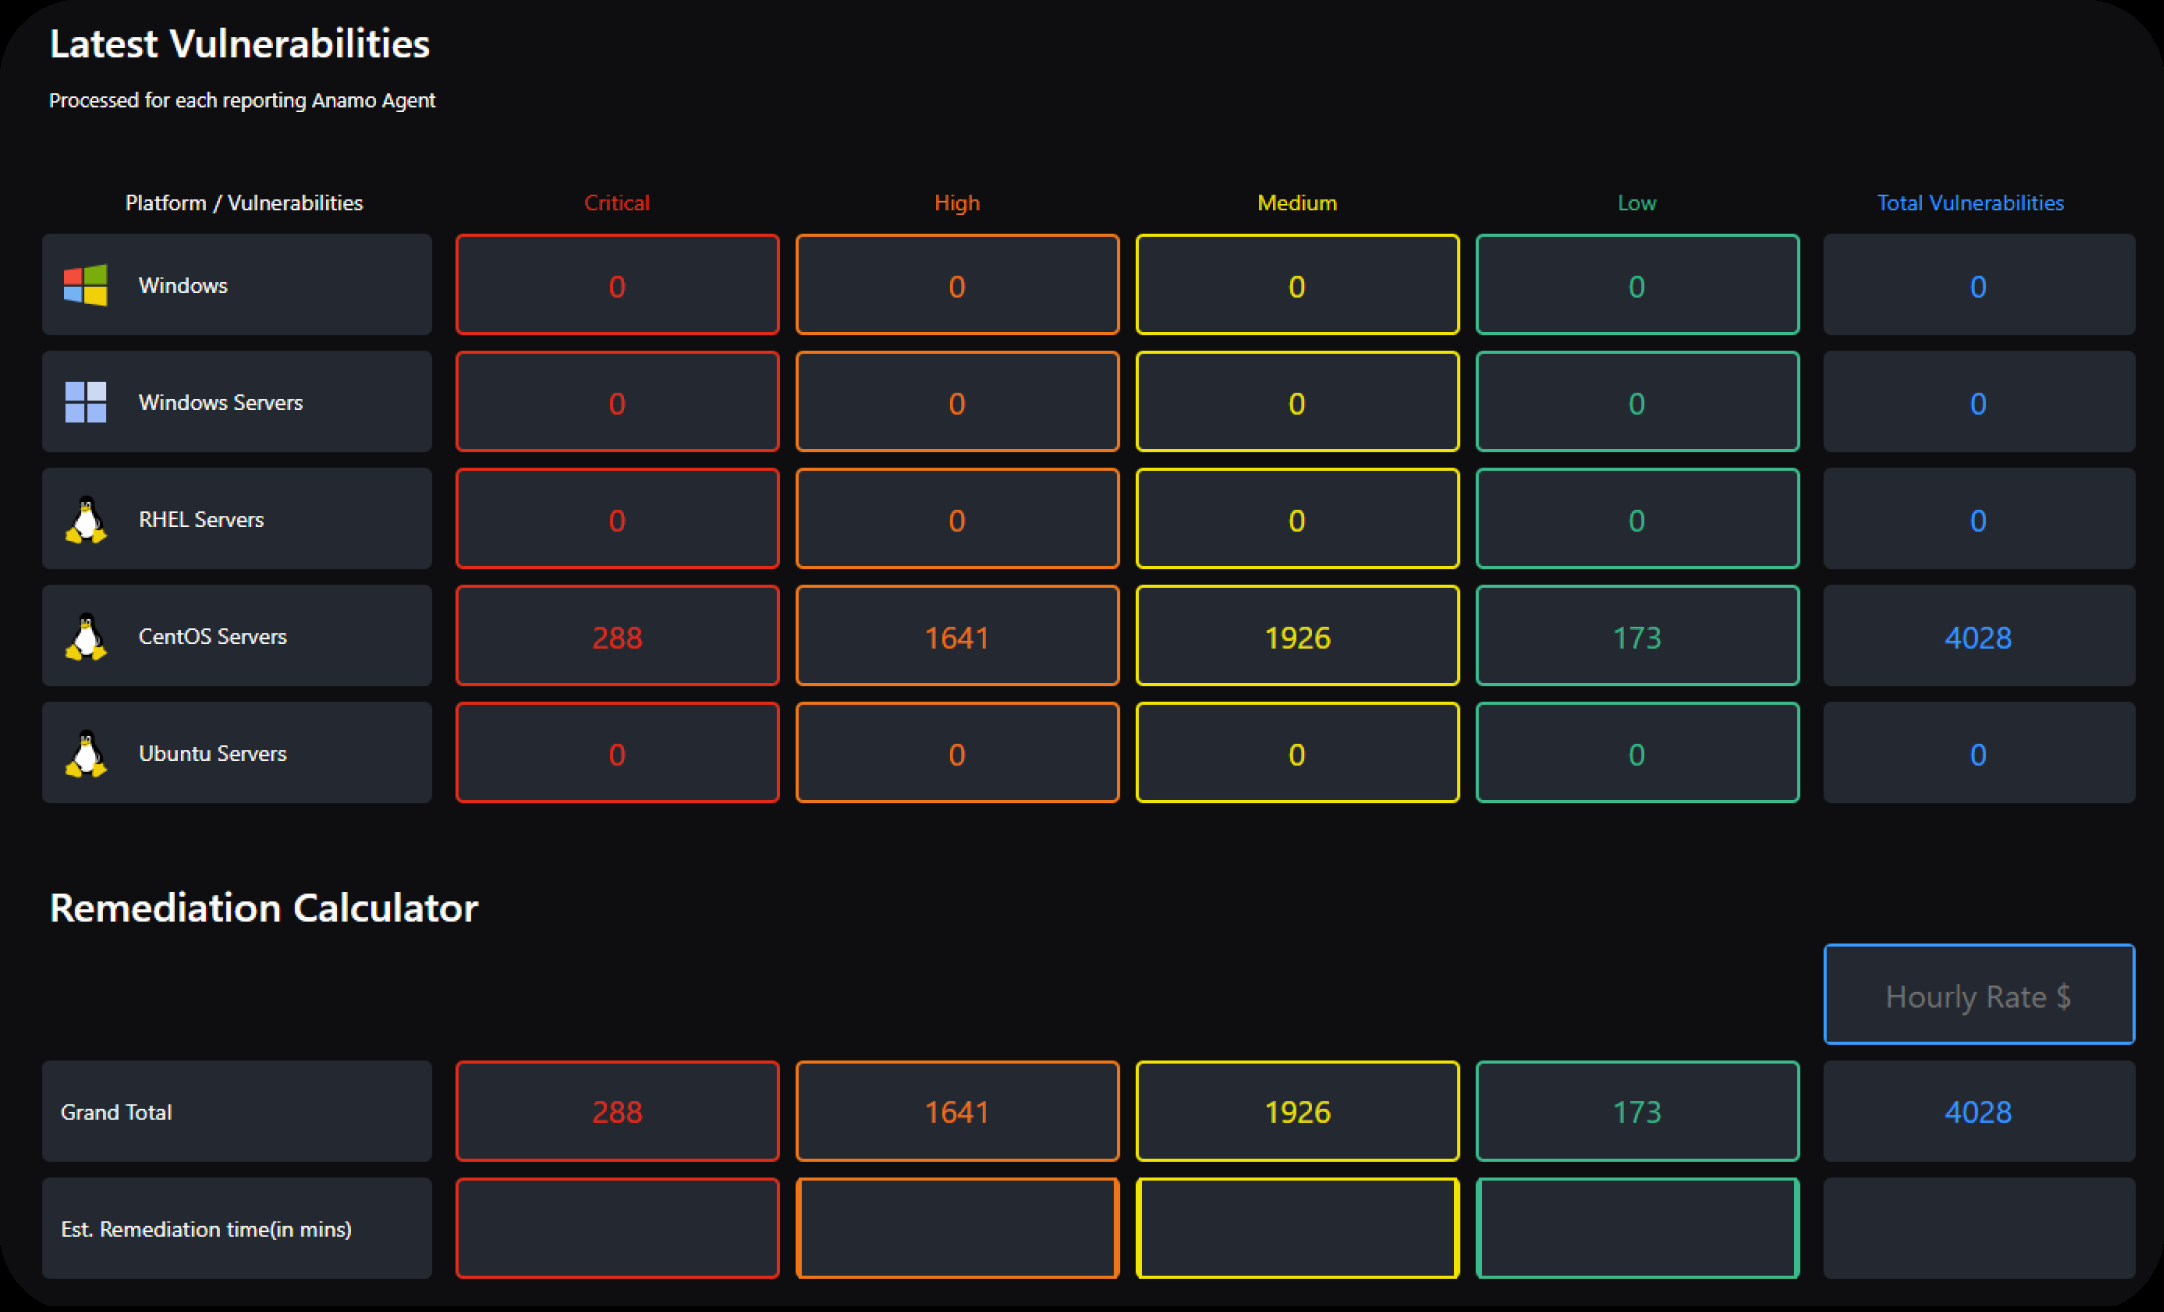 Latest Vulnerabilities
Processed for each reporting Anamo Agent
Platform / Vulnerabilities Critical High Medium Low Total Vulnerabilities
Windows 0 0 0 0 0
Windows Servers 0 0 0 0 0
RHEL Servers 0 0 0 0 0
CentOS Servers 288 1641 1926 173 4028
Ubuntu Servers 0 0 0 0 0
Remediation Calculator
Hourly Rate $
Grand Total 288 1641 1926 173 4028
Est. Remediation time(in mins)